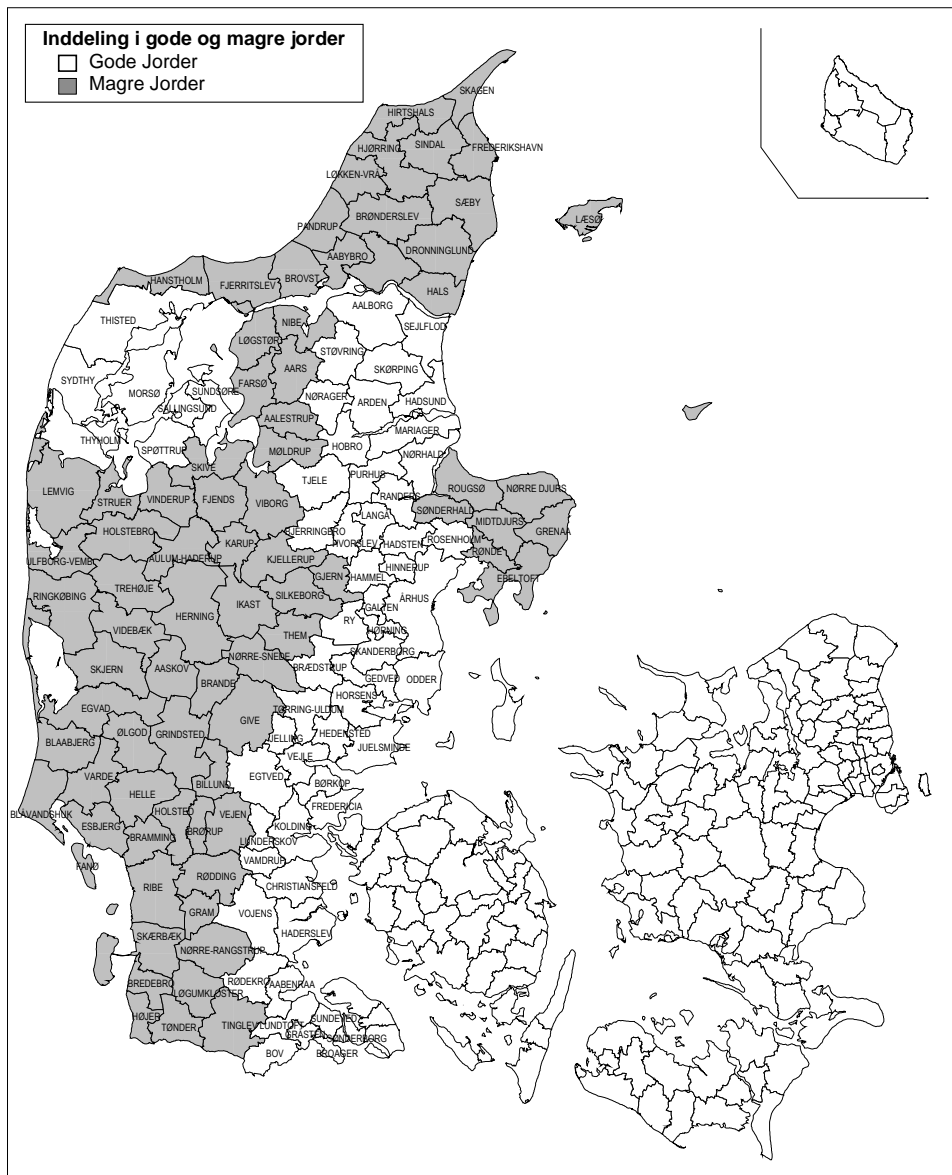 Inddeling i gode og magre jorder
Gode Jorder
Magre Jorder
SKAGEN
HIRTSHALS
SINDAL
HJØRRING
FREDERIKSHAVN
LØKKEN-VRÅ
SÆBY
BRØNDERSLEV
LÆSØ
PANDRUP
DRONNINGLUND
AABYBRO
BROVST
HANSTHOLM
FJERRITSLEV
HALS
AALBORG
THISTED
NIBE
SEJLFLOD
LØGSTØR
STØVRING
AARS
SKØRPING
SYDTHY
FARSØ
MORSØ
SUNDSØRE
NØRAGER
ARDEN
HADSUND
SALLINGSUND
AALESTRUP
MARIAGER
THYHOLM
HOBRO
SPØTTRUP
MØLDRUP
NØRHALD
SKIVE
PURHUS
TJELE
LEMVIG
ROUGSØ
NØRRE DJURS
STRUER
VINDERUP
FJENDS
VIBORG
RANDERS
SØNDERHALD
LANGÅ
MIDTDJURS
HOLSTEBRO
BJERRINGBRO
GRENAA
KARUP
HVORSLEV
HADSTEN
ROSENHOLM
RØNDE
ULFBORG-VEMB
AULUM-HADERUP
KJELLERUP
HINNERUP
GJERN
HAMMEL
EBELTOFT
TREHØJE
RINGKØBING
IKAST
SILKEBORG
ÅRHUS
GALTEN
HERNING
RY
VIDEBÆK
HØRNING
THEM
SKANDERBORG
NØRRE-SNEDE
SKJERN
AASKOV
BRÆDSTRUP
GEDVED
ODDER
BRANDE
HORSENS
EGVAD
TØRRING-ULDUM
GIVE
ØLGOD
GRINDSTED
HEDENSTED
JELLING
JUELSMINDE
BLAABJERG
VEJLE
VARDE
EGTVED
BILLUND
BØRKOP
HELLE
FREDERICIA
BLÅVANDSHUK
HOLSTED
VEJEN
ESBJERG
KOLDING
BRAMMING
BRØRUP
LUNDERSKOV
VAMDRUP
FANØ
RØDDING
RIBE
CHRISTIANSFELD
GRAM
VOJENS
HADERSLEV
SKÆRBÆK
NØRRE-RANGSTRUP
BREDEBRO
RØDEKRO
AABENRAA
LØGUMKLOSTER
HØJER
SUNDEVED
TØNDER
TINGLEV
LUNDTOFT
GRÅSTEN
SØNDERBORG
BOV
BROAGER